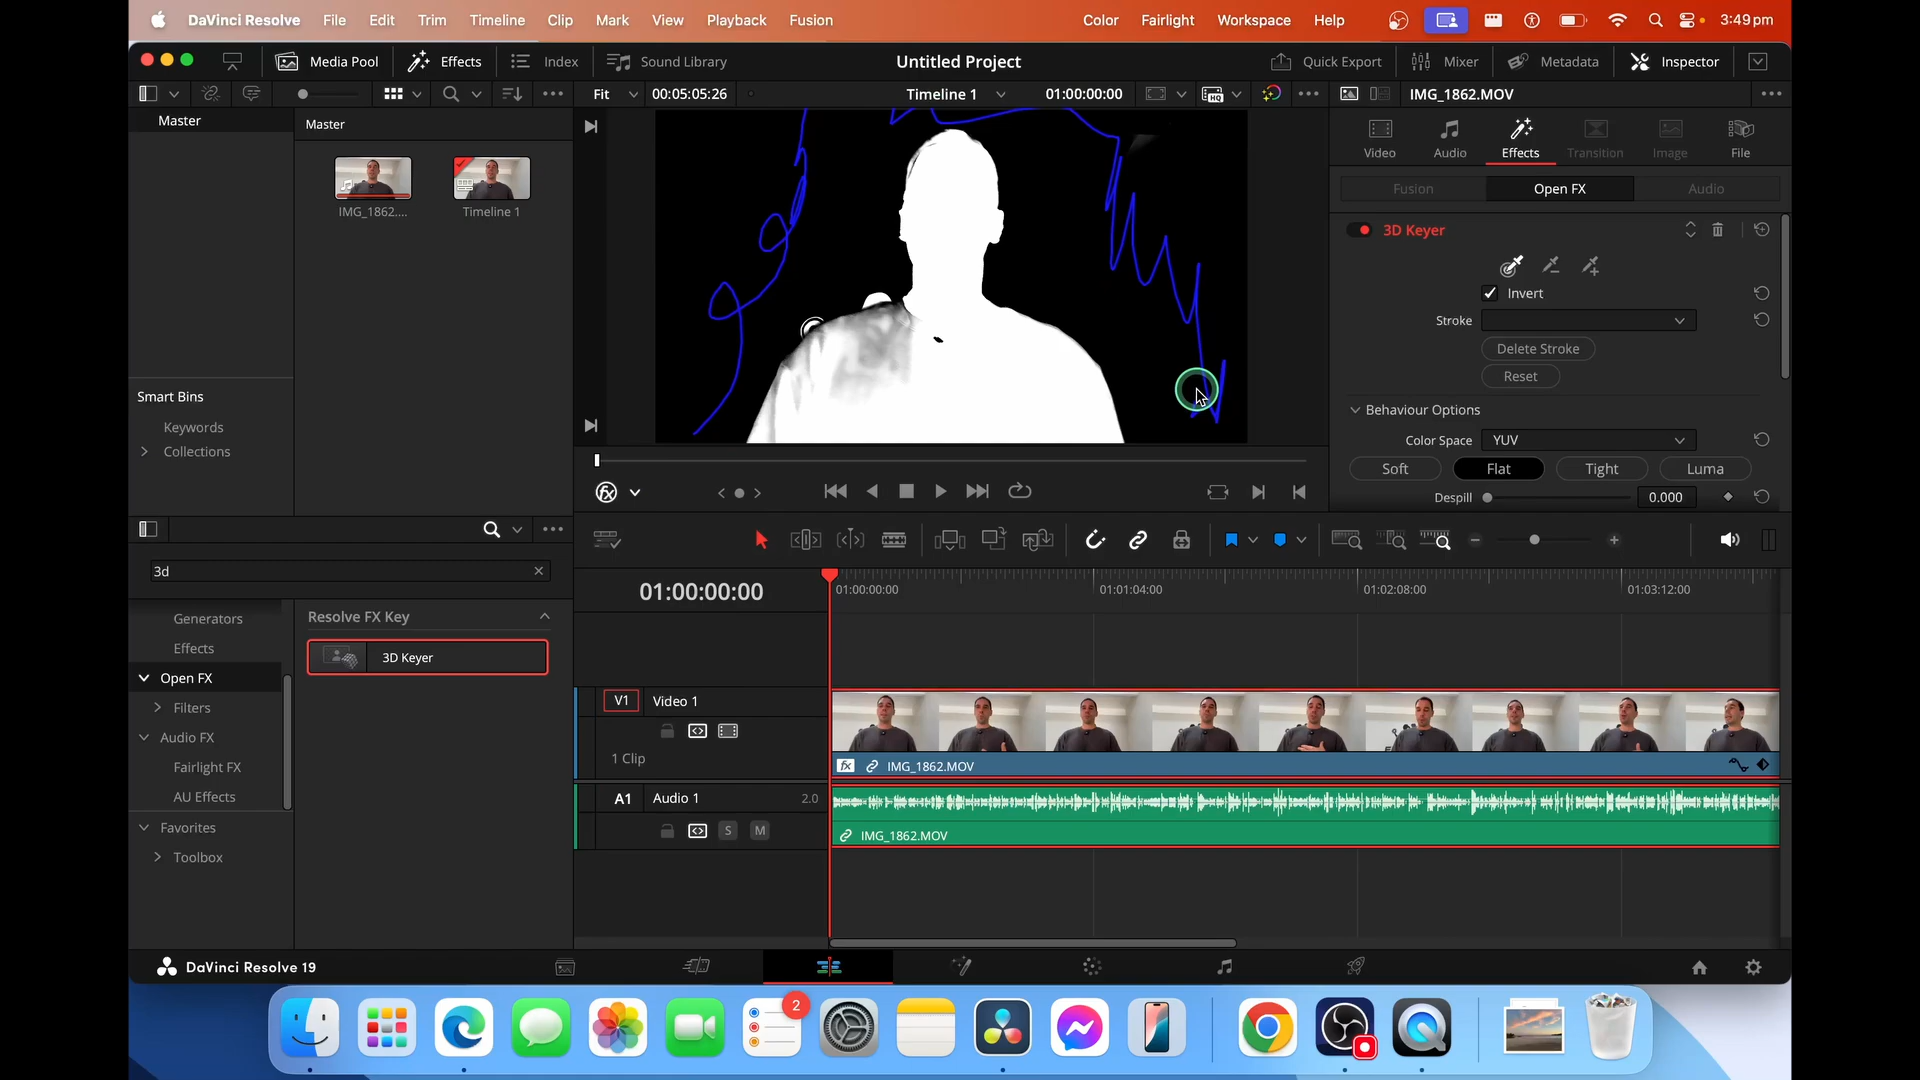 DaVinci Resolve File Edit Trim Timeline Clip Mark View Playback Fusion Color Fairlight Workspace Help 3:49pm
Media Pool Effects Index Sound Library Untitled Project Quick Export Mixer Metadata Inspector
Fit 00:05:05:26 Timeline 1 01:00:00:00 HQ IMG_1862.MOV
Master
Master
Video Audio Effects Transition Image File
IMG_1862.... Timeline 1
Fusion Open FX Audio
3D Keyer
Invert
Stroke
Delete Stroke
Reset
Smart Bins
Keywords
Collections
Behaviour Options
Color Space YUV
Soft Flat Tight Luma
Despill 0.000
fx
3d
01:00:00:00
01:00:00:00 01:01:04:00 01:02:08:00 01:03:12:00
Generators
Effects
Open FX
Filters
Audio FX
Fairlight FX
AU Effects
Favorites
Toolbox
Resolve FX Key
3D Keyer
V1 Video 1
1 Clip
fx IMG_1862.MOV
A1 Audio 1 2.0
S M
IMG_1862.MOV
DaVinci Resolve 19
2